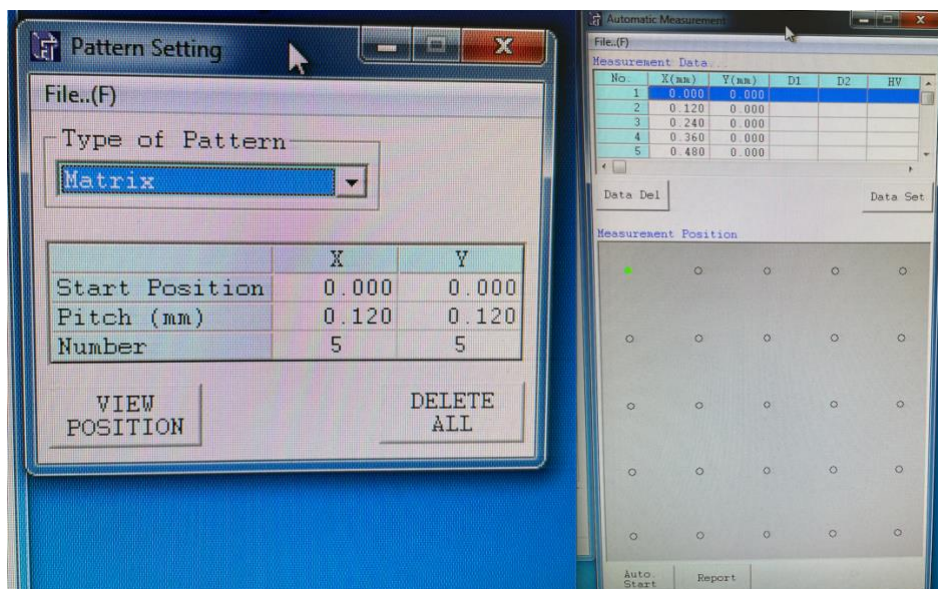 Pattern Setting
File..(F)
Type of Pattern
Matrix
X Y
Start Position 0.000 0.000
Pitch (mm) 0.120 0.120
Number 5 5
VIEW
POSITION
DELETE
ALL
Automatic Measurement
File..(F)
Measurement Data...
No. X(mm) Y(mm) D1 D2 HV
1 0.000 0.000
2 0.120 0.000
3 0.240 0.000
4 0.360 0.000
5 0.480 0.000
Data Del
Data Set
Measurement Position
Auto.
Start
Report